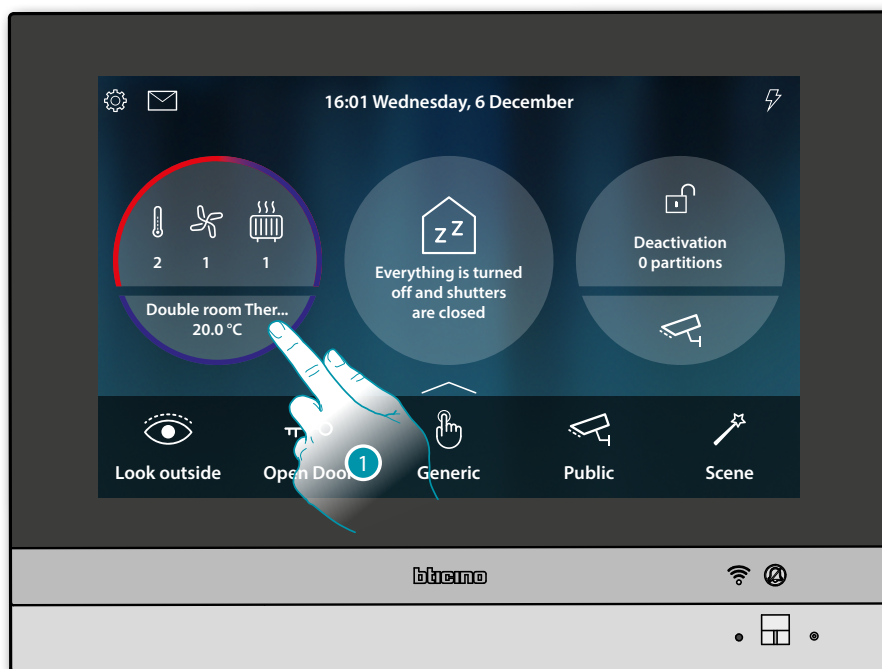 16:01 Wednesday, 6 December
2 1 1
Double room Ther...
20.0 °C
z Z
Everything is turned
off and shutters
are closed
Deactivation
0 partitions
Look outside
Open Door
1
Generic
Public
Scene
bticino